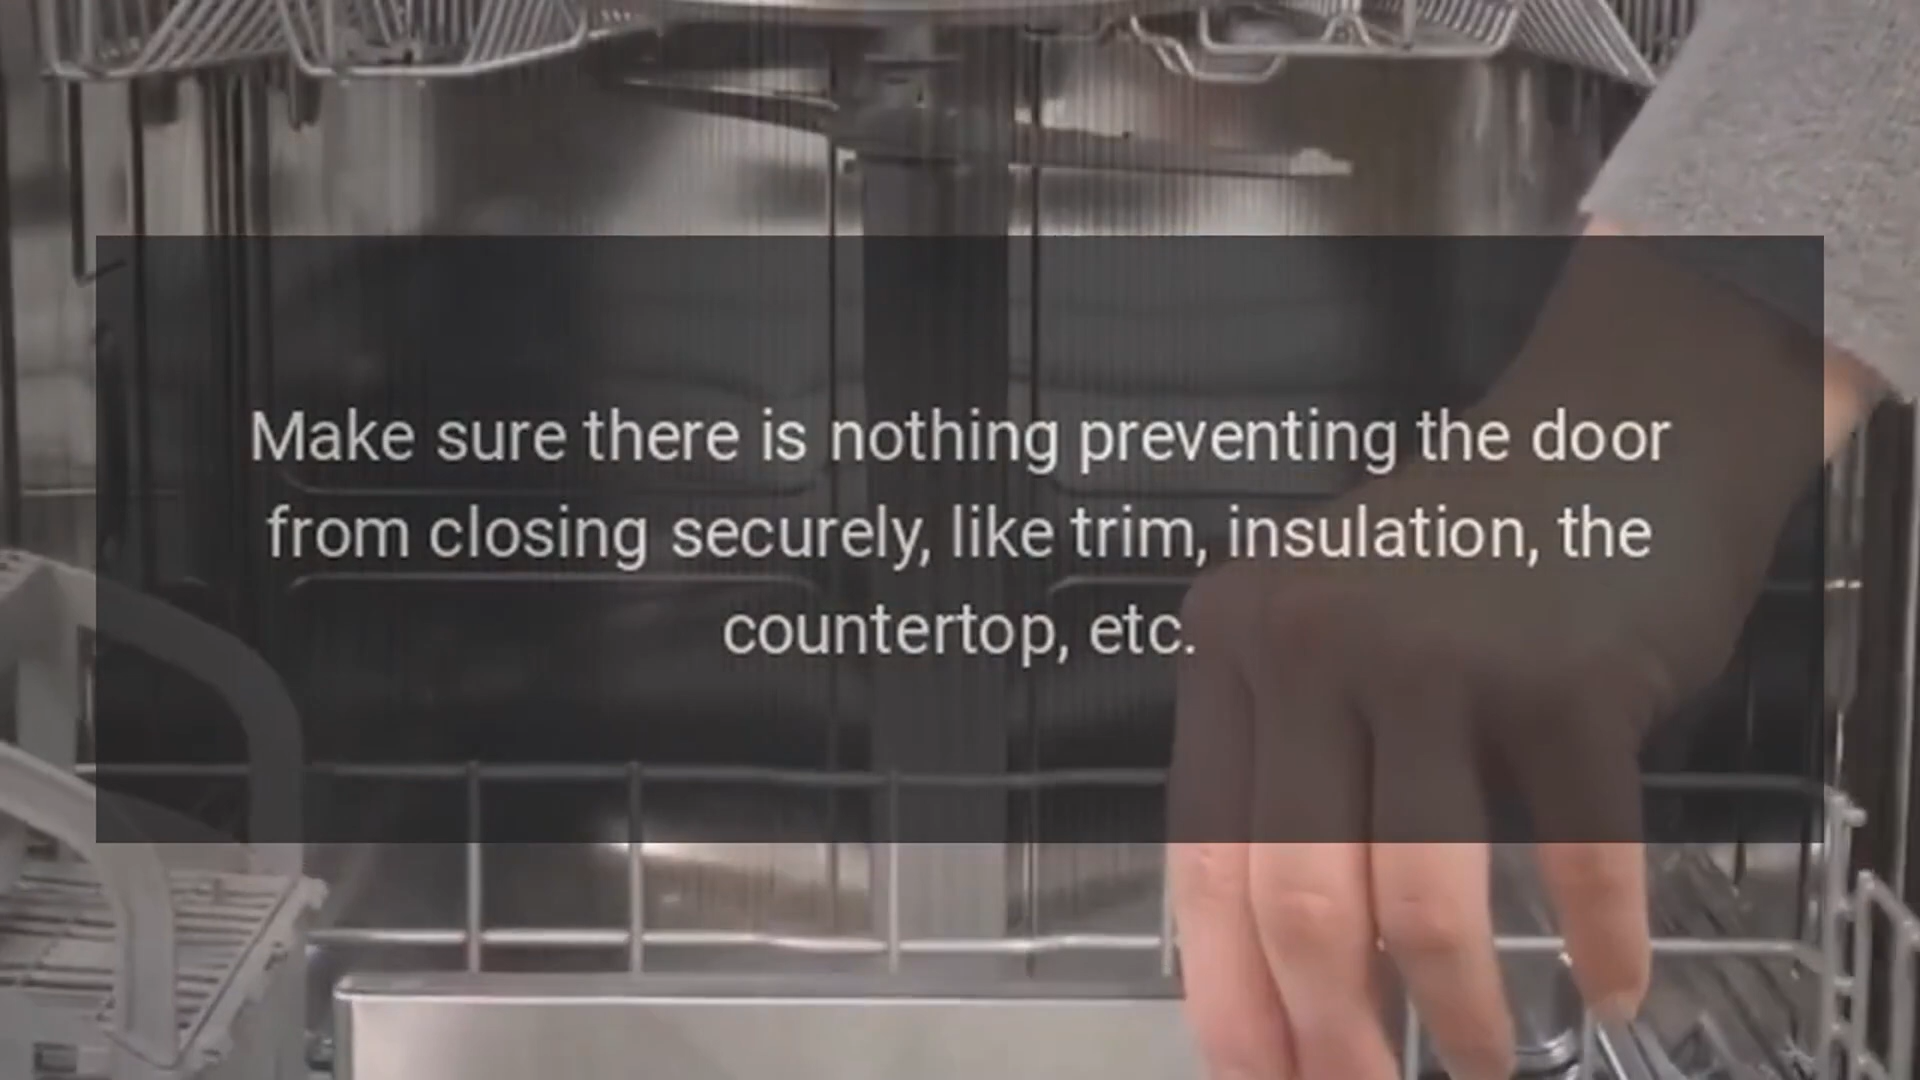 Make sure there is nothing preventing the door
from closing securely, like trim, insulation, the
countertop, etc.